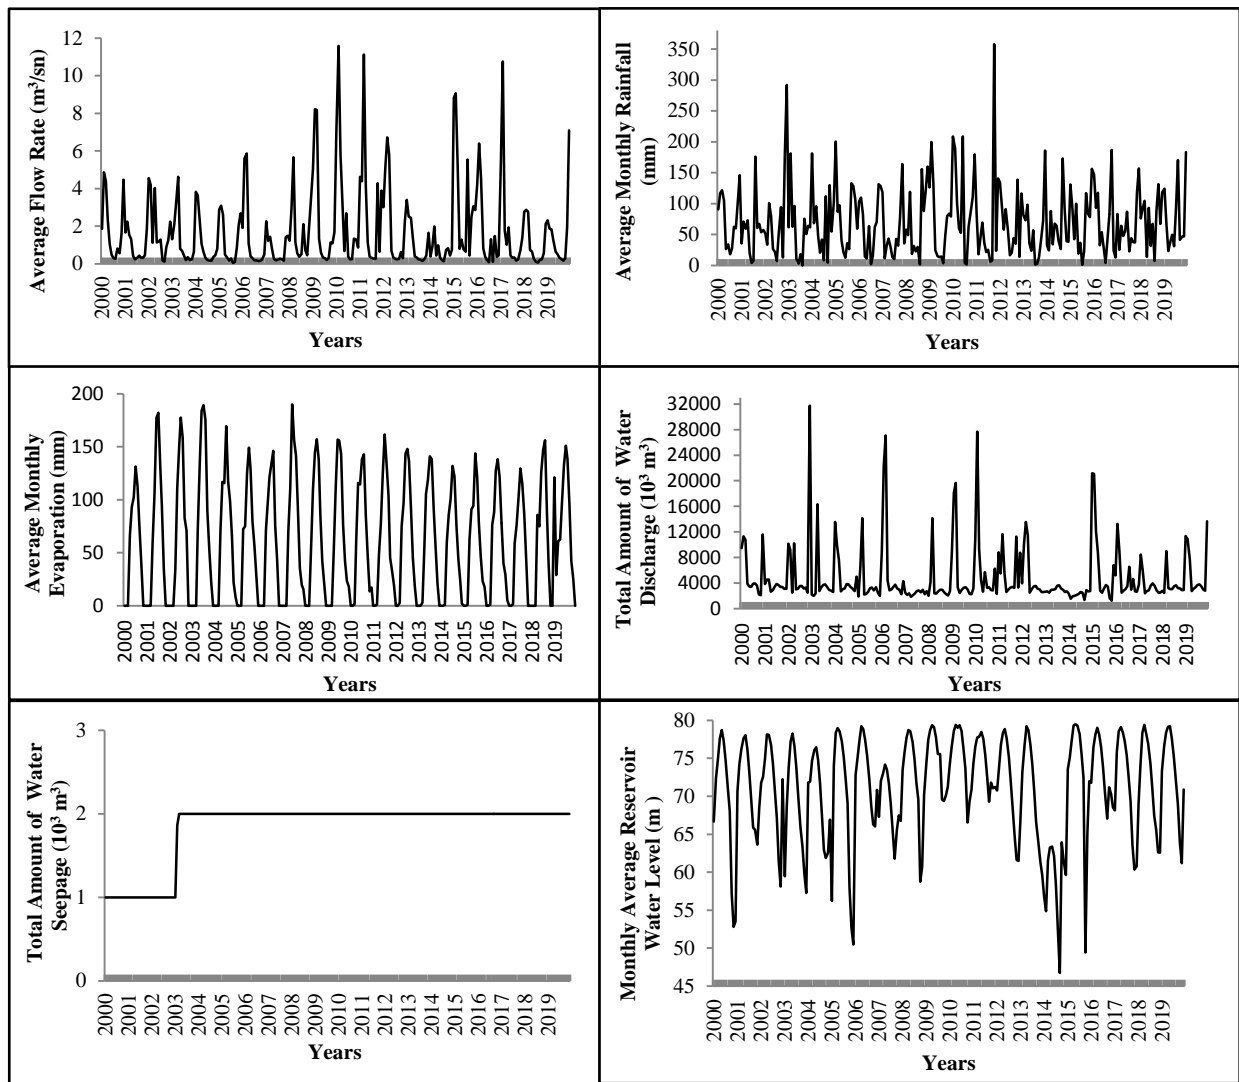 Average Flow Rate (m³/sn)
12
10
8
6
4
2
0
2000 2001 2002 2003 2004 2005 2006 2007 2008 2009 2010 2011 2012 2013 2014 2015 2016 2017 2018 2019
Years
Average Monthly Rainfall
(mm)
350
300
250
200
150
100
50
0
2000 2001 2002 2003 2004 2005 2006 2007 2008 2009 2010 2011 2012 2013 2014 2015 2016 2017 2018 2019
Years
Average Monthly
Evaporation (mm)
200
150
100
50
0
2000 2001 2002 2003 2004 2005 2006 2007 2008 2009 2010 2011 2012 2013 2014 2015 2016 2017 2018 2019
Years
Total Amount of Water
Discharge (10³ m³)
32000
28000
24000
20000
16000
12000
8000
4000
0
2000 2001 2002 2003 2004 2005 2006 2007 2008 2009 2010 2011 2012 2013 2014 2015 2016 2017 2018 2019
Years
Total Amount of Water
Seepage (10³ m³)
3
2
1
0
2000 2001 2002 2003 2004 2005 2006 2007 2008 2009 2010 2011 2012 2013 2014 2015 2016 2017 2018 2019
Years
Monthly Average Reservoir
Water Level (m )
80
75
70
65
60
55
50
45
2000 2001 2002 2003 2004 2005 2006 2007 2008 2009 2010 2011 2012 2013 2014 2015 2016 2017 2018 2019
Years